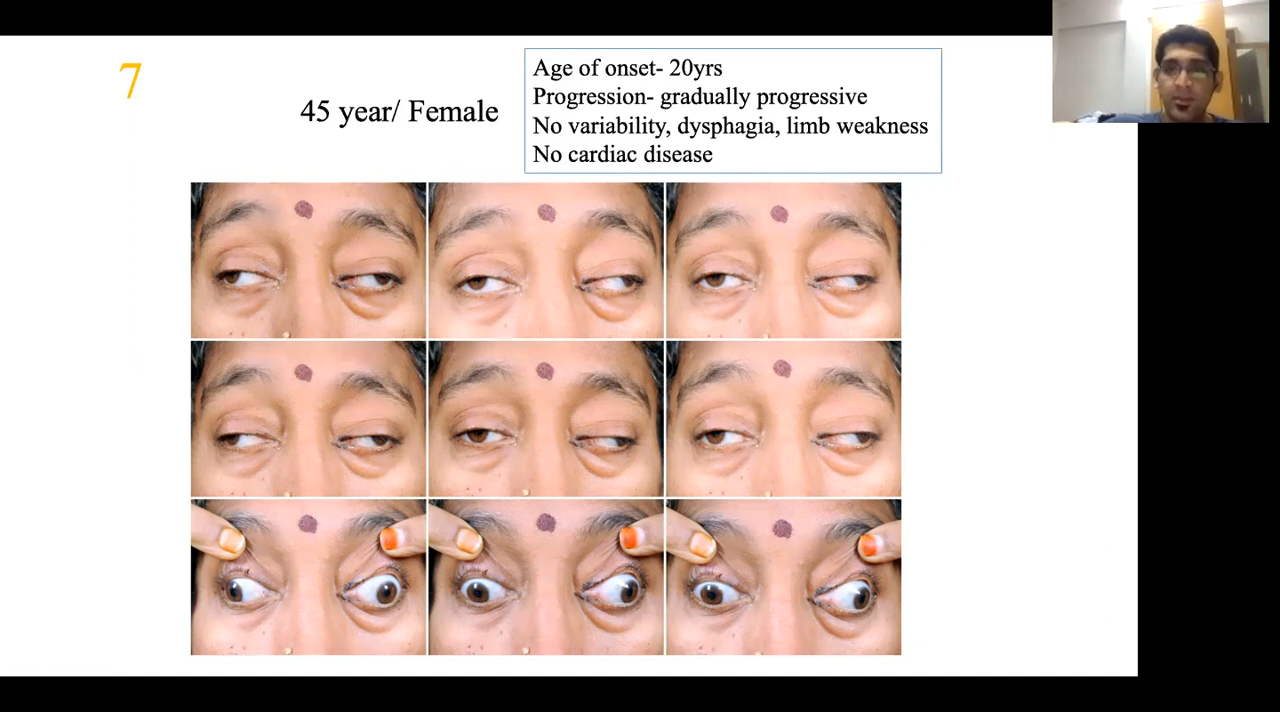 7
45 year/ Female
Age of onset- 20yrs
Progression- gradually progressive
No variability, dysphagia, limb weakness
No cardiac disease